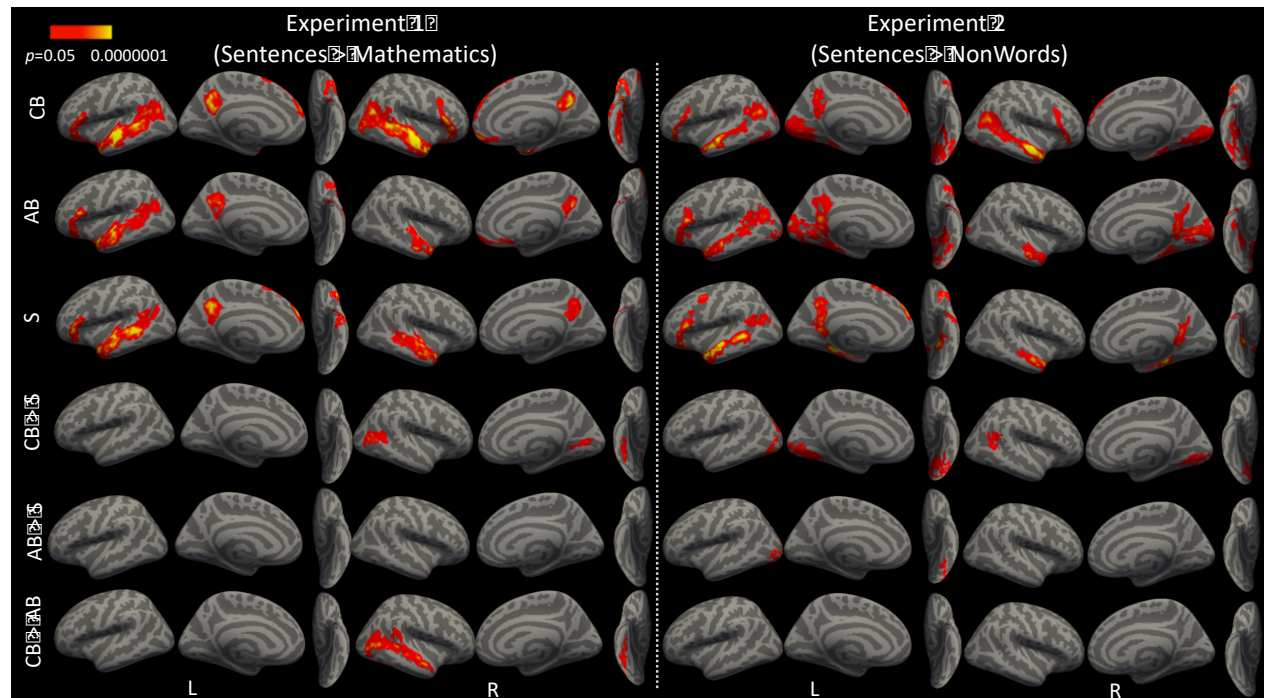 Experiment 1
(Sentences > Mathematics)
Experiment 2
(Sentences > NonWords)
p=0.05 0.0000001
CB
AB
S
CB > S
AB > S
CB > AB
L R L R